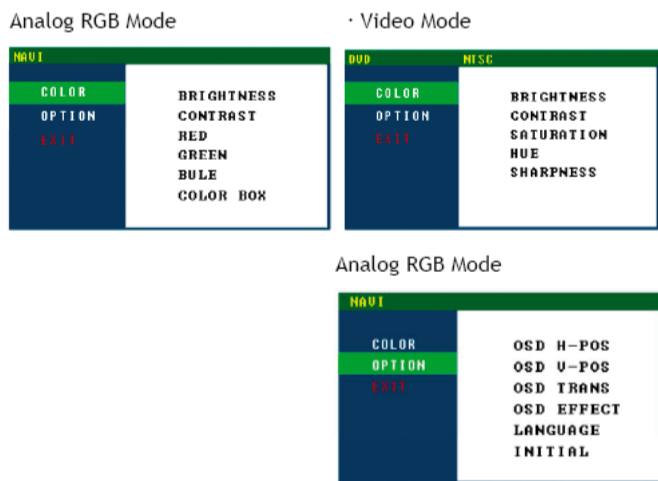 Analog RGB Mode
NAVI
COLOR
OPTION
EXIT
BRIGHTNESS
CONTRAST
RED
GREEN
BULE
COLOR BOX
· Video Mode
DVD NTSC
COLOR
OPTION
EXIT
BRIGHTNESS
CONTRAST
SATURATION
HUE
SHARPNESS
Analog RGB Mode
NAVI
COLOR
OPTION
EXIT
OSD H-POS
OSD V-POS
OSD TRANS
OSD EFFECT
LANGUAGE
INITIAL